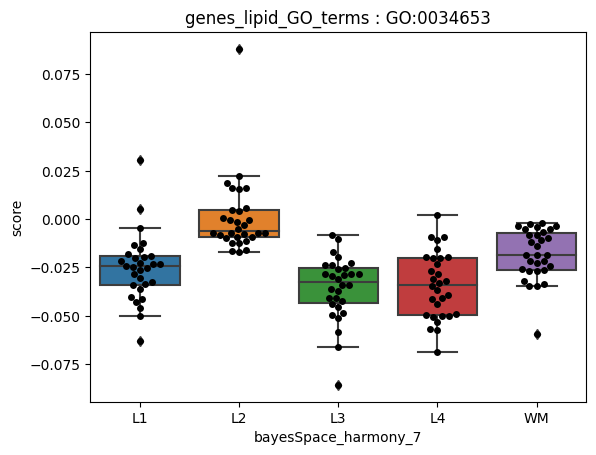 genes_lipid_GO_terms : GO:0034653
score
0.075
0.050
0.025
0.000
−0.025
−0.050
−0.075
L1 L2 L3 L4 WM
bayesSpace_harmony_7